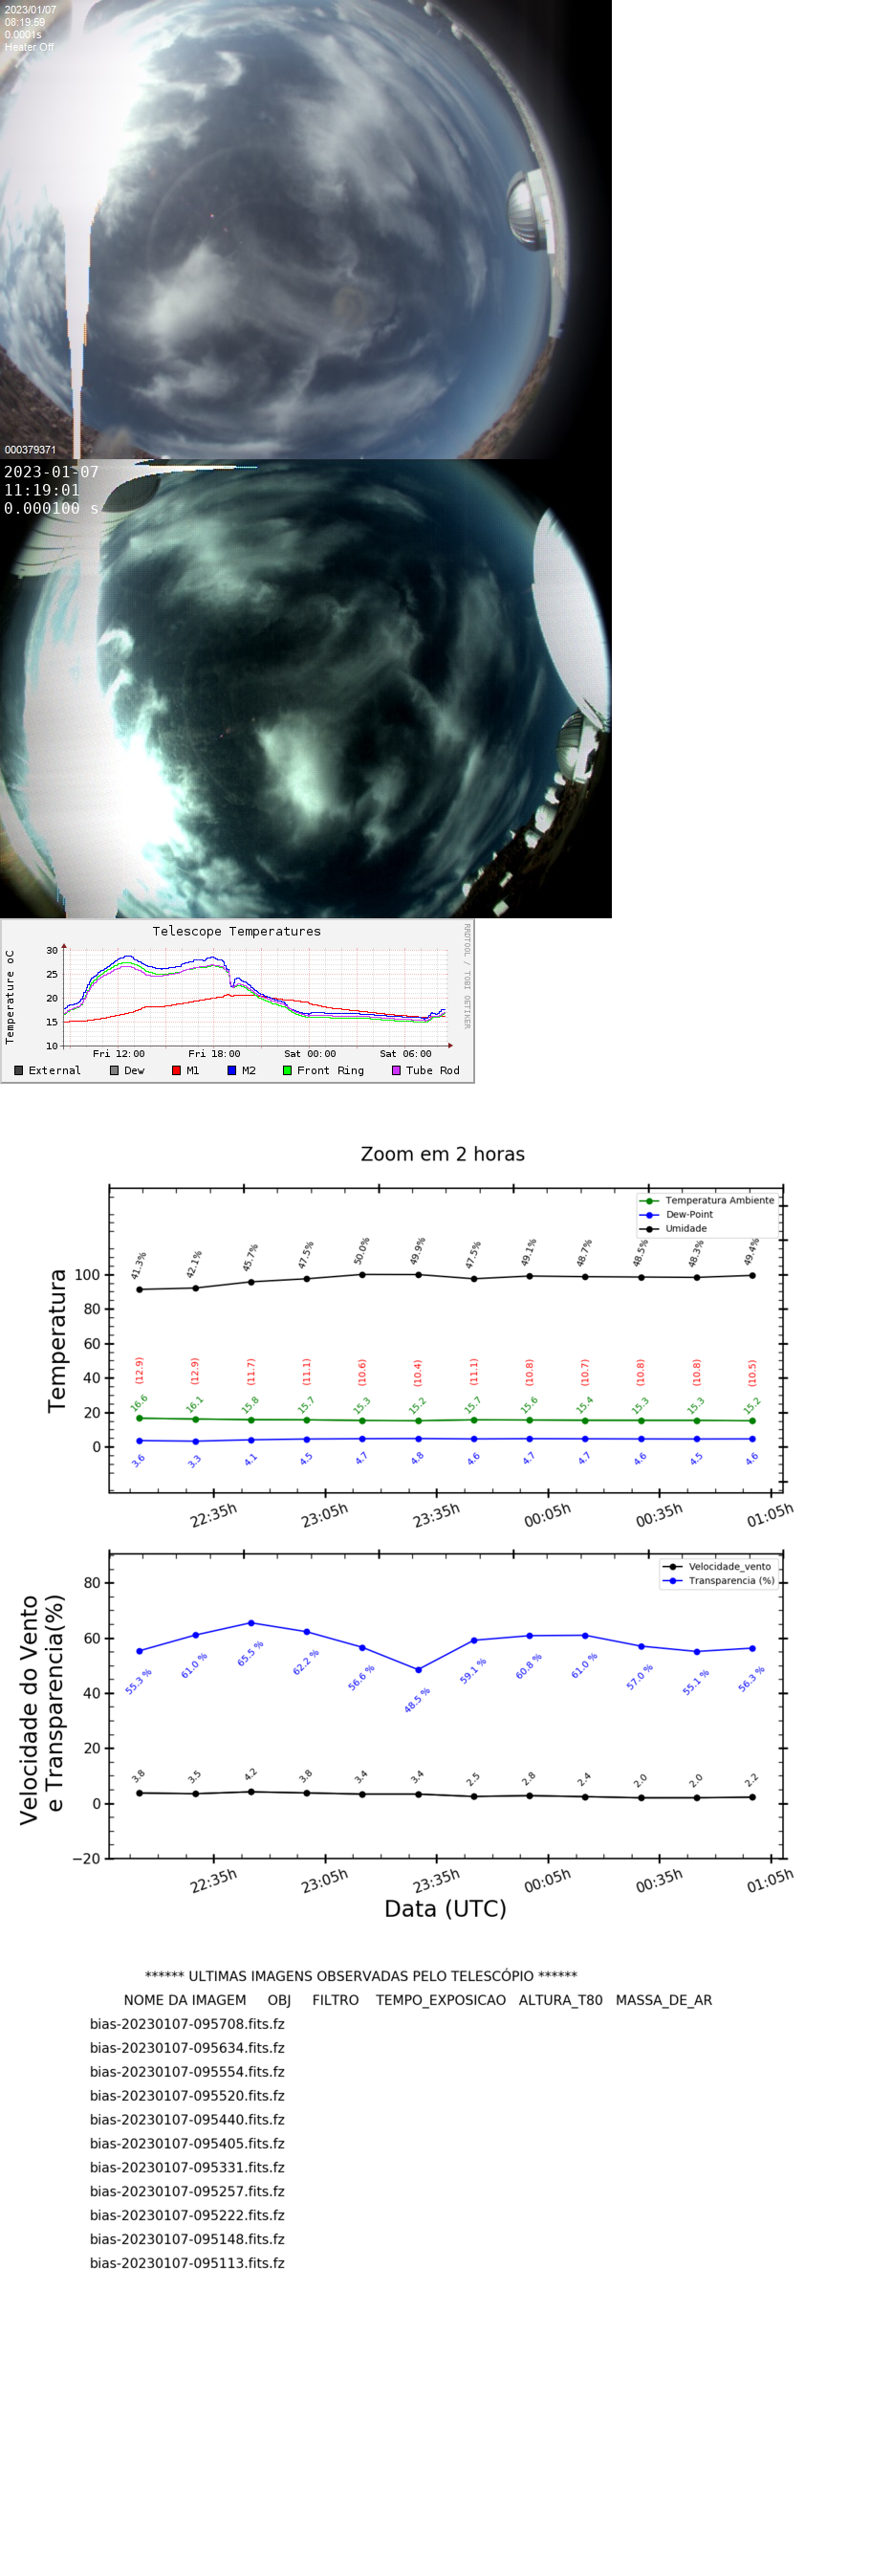 2023/01/07
08:19:59
0.0001s
Heater Off
000379371
2023-01-07
11:19:01
0.000100 s
Telescope Temperatures
RRDTOOL / TOBI OETIKER
Temperature oC
30
25
20
15
10
Fri 12:00 Fri 18:00 Sat 00:00 Sat 06:00
External Dew M1 M2 Front Ring Tube Rod
Zoom em 2 horas
Temperatura Ambiente
Dew-Point
Umidade
Temperatura
100
80
60
40
20
0
41.3% 42.1% 45.7% 47.5% 50.0% 49.9% 47.5% 49.1% 48.7% 48.5% 48.3% 49.4%
(12.9) (12.9) (11.7) (11.1) (10.6) (10.4) (11.1) (10.8) (10.7) (10.8) (10.8) (10.5)
16.6 16.1 15.8 15.7 15.3 15.2 15.7 15.6 15.4 15.3 15.3 15.2
3.6 3.3 4.1 4.5 4.7 4.8 4.6 4.7 4.7 4.6 4.5 4.6
22:35h 23:05h 23:35h 00:05h 00:35h 01:05h
Velocidade_vento
Transparencia (%)
Velocidade do Vento
e Transparencia(%)
80
60
40
20
0
−20
55.3 % 61.0 % 65.5 % 62.2 % 56.6 % 48.5 % 59.1 % 60.8 % 61.0 % 57.0 % 55.1 % 56.3 %
3.8 3.5 4.2 3.8 3.4 3.4 2.5 2.8 2.4 2.0 2.0 2.2
22:35h 23:05h 23:35h 00:05h 00:35h 01:05h
Data (UTC)
****** ULTIMAS IMAGENS OBSERVADAS PELO TELESCÓPIO ******
NOME DA IMAGEM OBJ FILTRO TEMPO_EXPOSICAO ALTURA_T80 MASSA_DE_AR
bias-20230107-095708.fits.fz
bias-20230107-095634.fits.fz
bias-20230107-095554.fits.fz
bias-20230107-095520.fits.fz
bias-20230107-095440.fits.fz
bias-20230107-095405.fits.fz
bias-20230107-095331.fits.fz
bias-20230107-095257.fits.fz
bias-20230107-095222.fits.fz
bias-20230107-095148.fits.fz
bias-20230107-095113.fits.fz